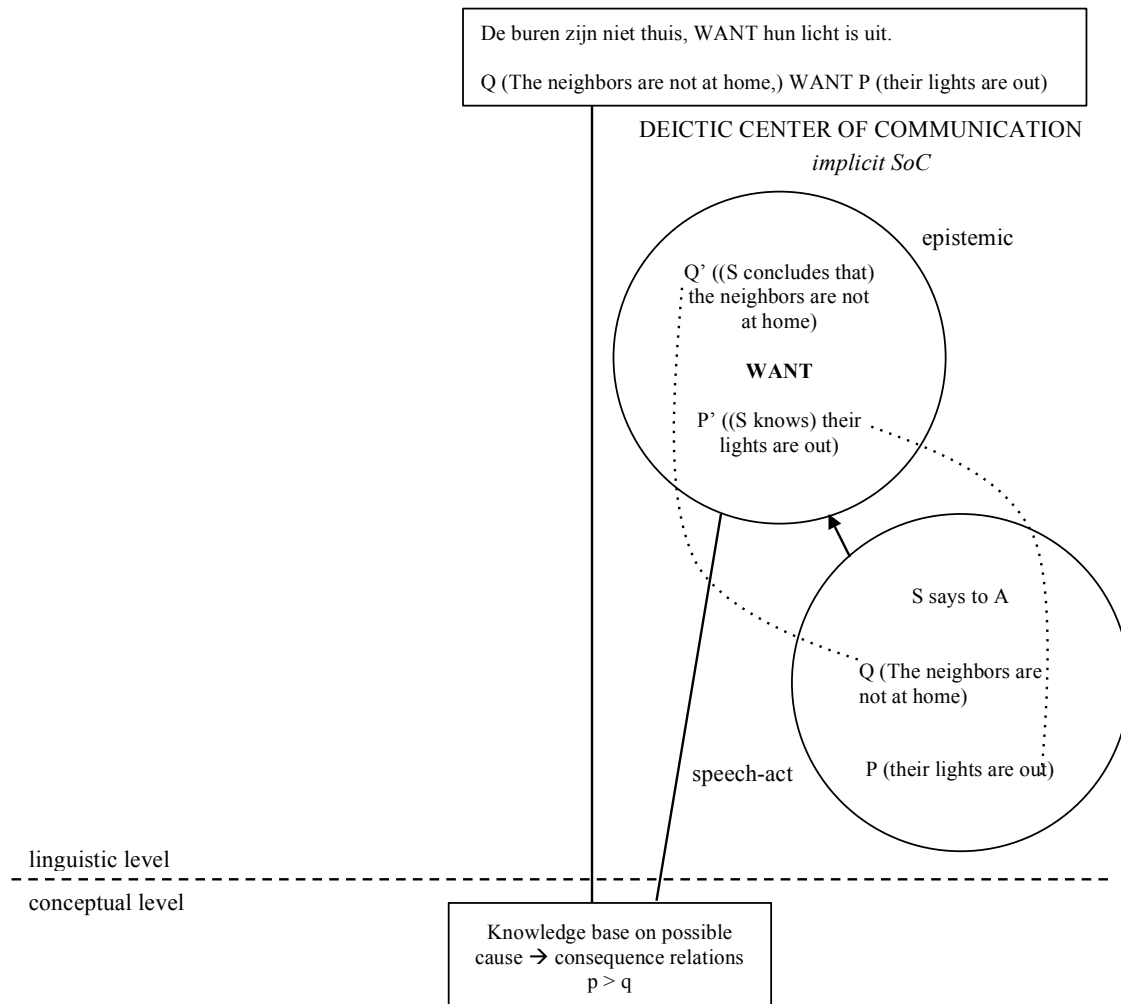 De buren zijn niet thuis, WANT hun licht is uit.
Q (The neighbors are not at home,) WANT P (their lights are out)
DEICTIC CENTER OF COMMUNICATION
implicit SoC
epistemic
Q’ ((S concludes that)
the neighbors are not
at home)
WANT
P’ ((S knows) their
lights are out)
S says to A
Q (The neighbors are
not at home)
P (their lights are out)
speech-act
linguistic level
conceptual level
Knowledge base on possible
cause → consequence relations
p > q